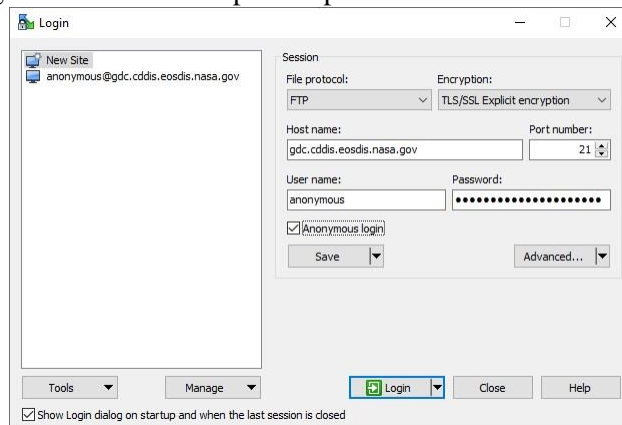 Login
New Site
anonymous@gdc.cddis.eosdis.nasa.gov
Session
File protocol: Encryption:
FTP TLS/SSL Explicit encryption
Host name: Port number:
gdc.cddis.eosdis.nasa.gov 21
User name: Password:
anonymous ●●●●●●●●●●●●●●●●●●●●●
Anonymous login
Save Advanced...
Tools Manage Login Close Help
Show Login dialog on startup and when the last session is closed